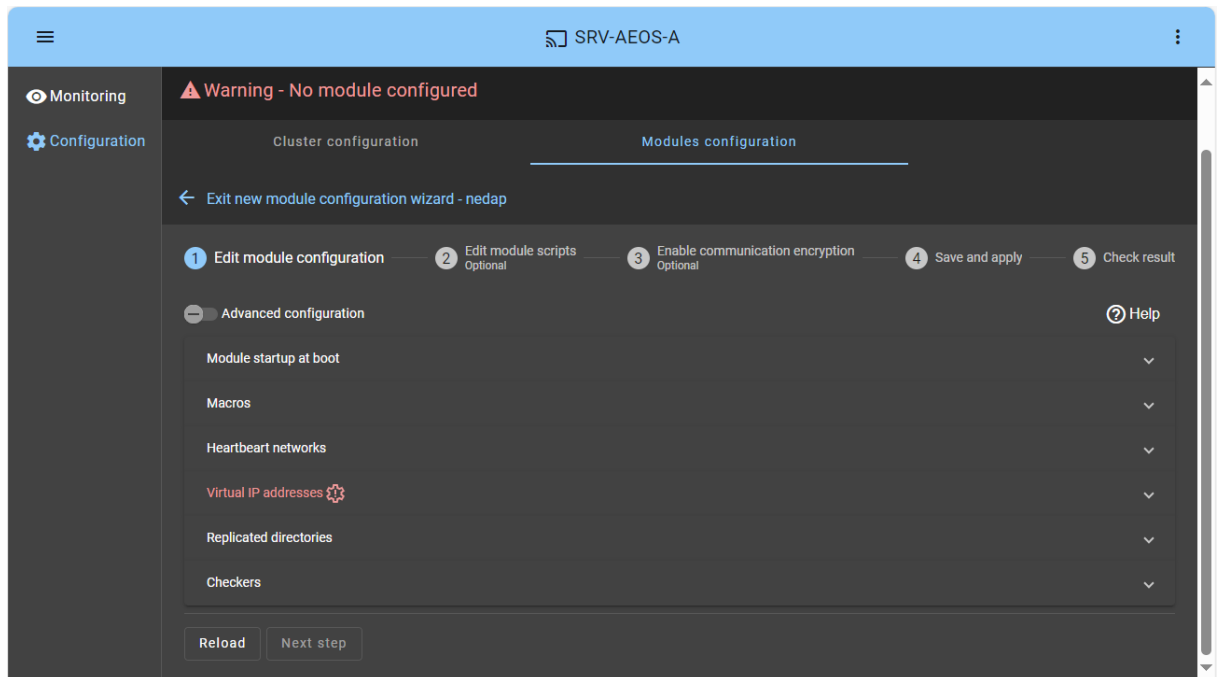 SRV-AEOS-A
Monitoring
Configuration
Warning - No module configured
Cluster configuration
Modules configuration
Exit new module configuration wizard - nedap
1 Edit module configuration
2 Edit module scripts
Optional
3 Enable communication encryption
Optional
4 Save and apply
5 Check result
Advanced configuration
Help
Module startup at boot
Macros
Heartbeart networks
Virtual IP addresses
Replicated directories
Checkers
Reload
Next step